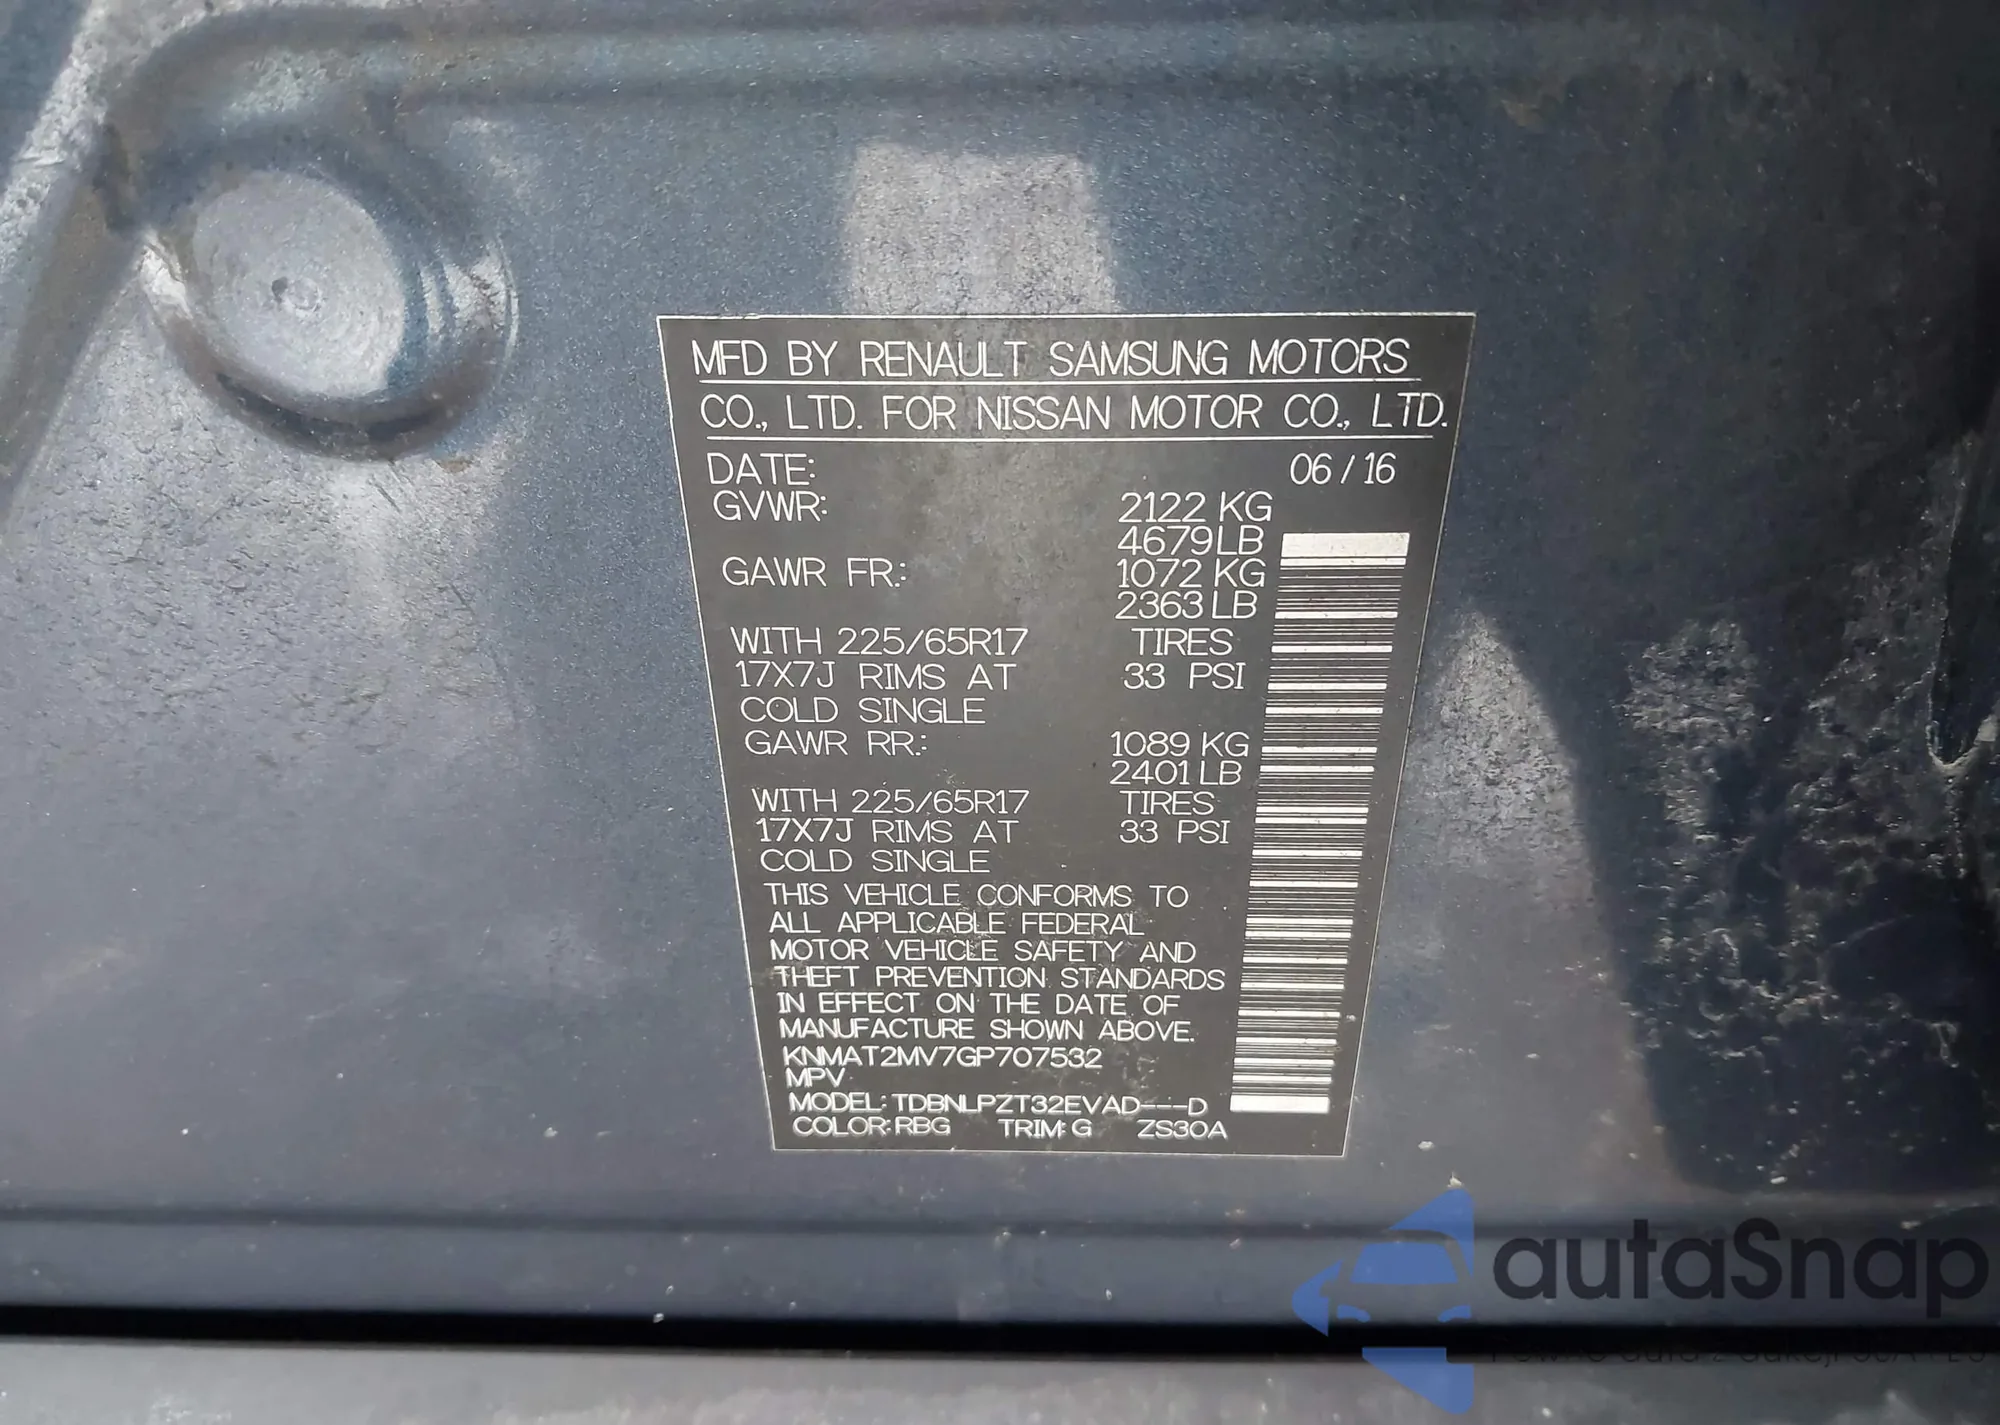 MFD BY RENAULT SAMSUNG MOTORS
CO., LTD. FOR NISSAN MOTOR CO., LTD.
DATE: 06 / 16
GVWR: 2122 KG
4679 LB
GAWR FR.: 1072 KG
2363 LB
WITH 225/65R17 TIRES
17X7J RIMS AT 33 PSI
COLD SINGLE
GAWR RR.: 1089 KG
2401 LB
WITH 225/65R17 TIRES
17X7J RIMS AT 33 PSI
COLD SINGLE
THIS VEHICLE CONFORMS TO
ALL APPLICABLE FEDERAL
MOTOR VEHICLE SAFETY AND
THEFT PREVENTION STANDARDS
IN EFFECT ON THE DATE OF
MANUFACTURE SHOWN ABOVE.
KNMAT2MV7GP707532
MPV
MODEL: TDBNLPZT32EVAD---D
COLOR: RBG TRIM: G ZS30A
autaSnap